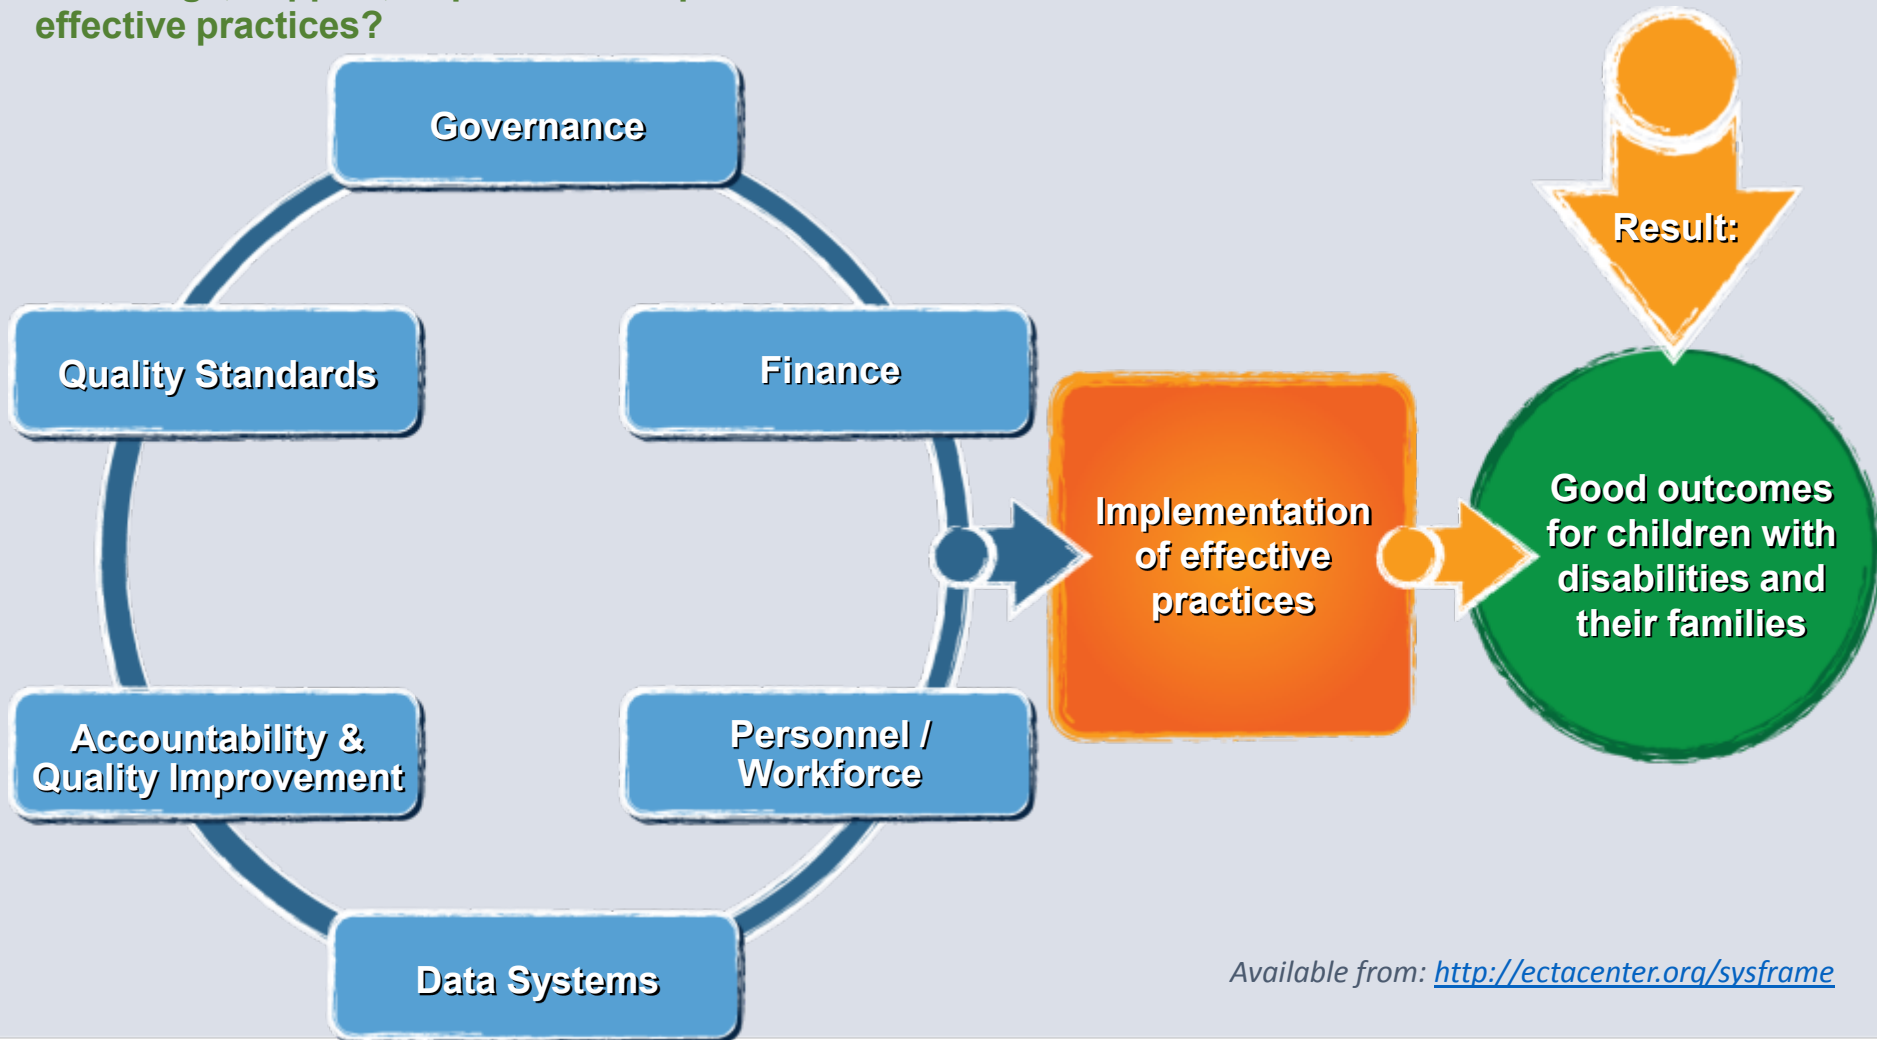 effective practices?
Governance
Quality Standards
Finance
Result:
Implementation
of effective
practices
Good outcomes
for children with
disabilities and
their families
Accountability &
Quality Improvement
Personnel /
Workforce
Data Systems
Available from: http://ectacenter.org/sysframe